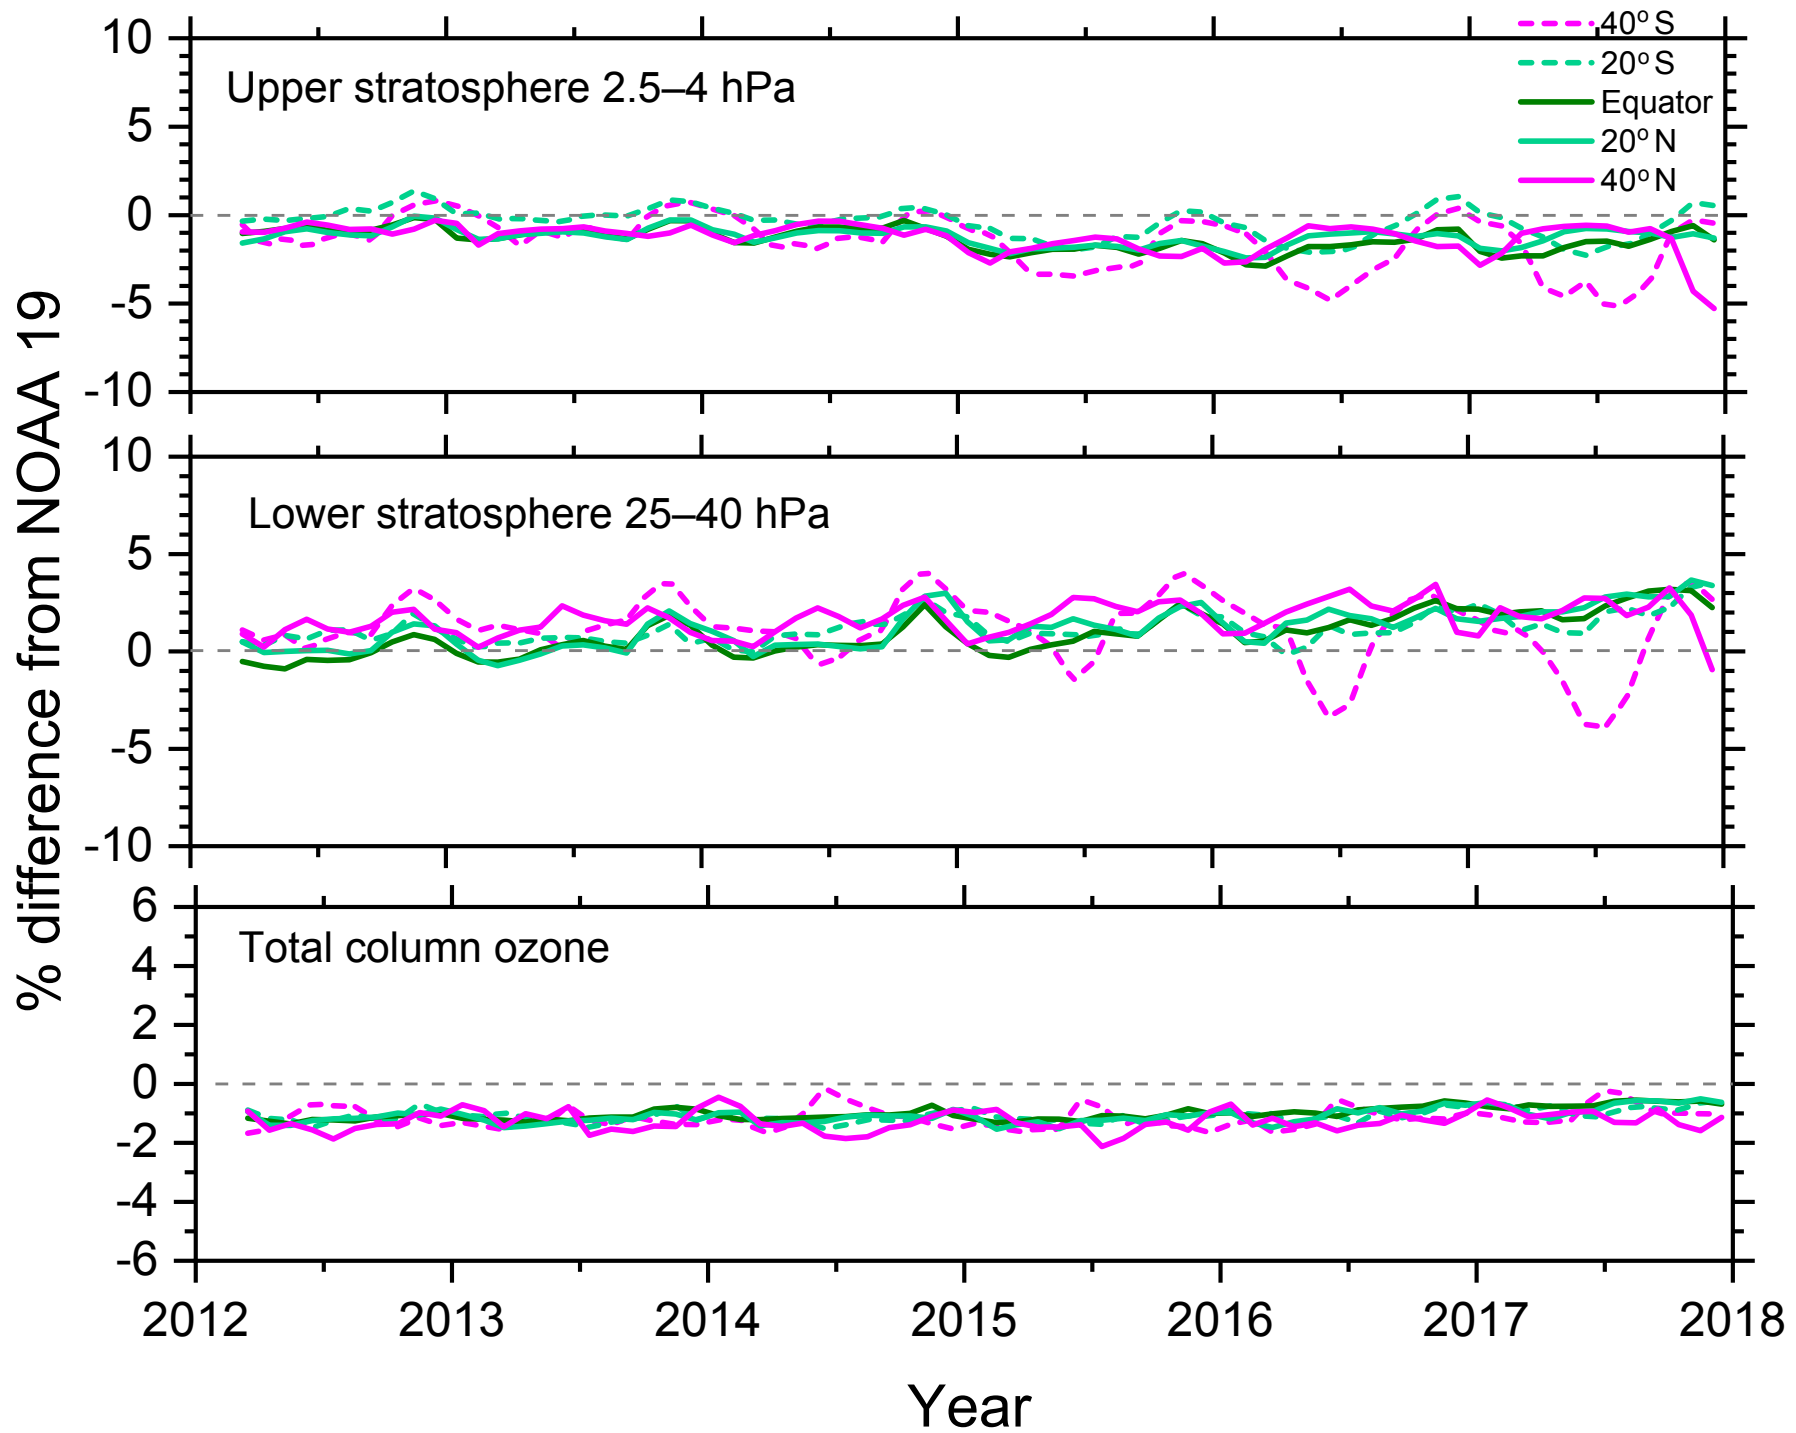 % difference from NOAA 19
40° S
20° S
Equator
20° N
40° N
Upper stratosphere 2.5–4 hPa
10
5
0
-5
-10
Lower stratosphere 25–40 hPa
10
5
0
-5
-10
Total column ozone
6
4
2
0
-2
-4
-6
2012 2013 2014 2015 2016 2017 2018
Year